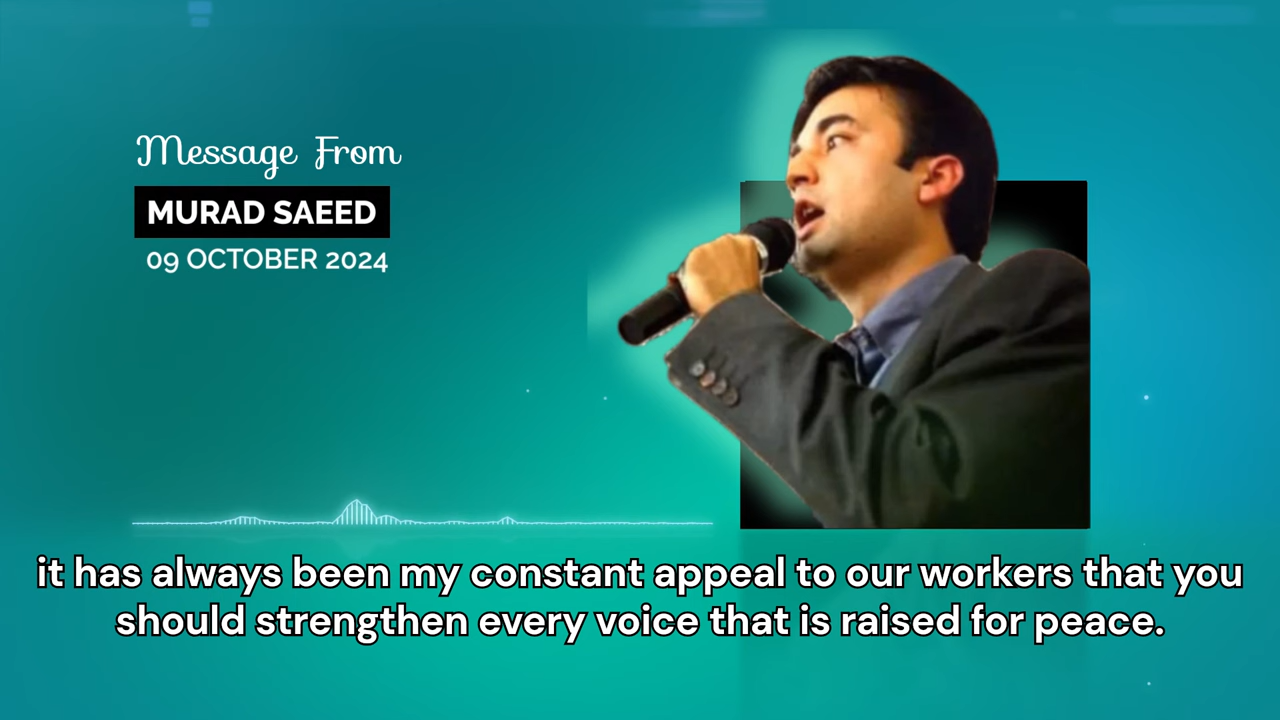 Message From
MURAD SAEED
09 OCTOBER 2024
it has always been my constant appeal to our workers that you
should strengthen every voice that is raised for peace.